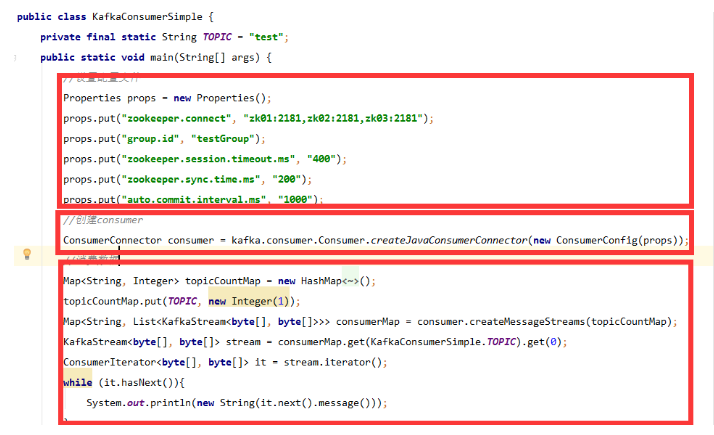 public class KafkaConsumerSimple {
private final static String TOPIC = "test";
public static void main(String[] args) {
//设置配置文件
Properties props = new Properties();
props.put("zookeeper.connect", "zk01:2181,zk02:2181,zk03:2181");
props.put("group.id", "testGroup");
props.put("zookeeper.session.timeout.ms", "400");
props.put("zookeeper.sync.time.ms", "200");
props.put("auto.commit.interval.ms", "1000");
//创建consumer
ConsumerConnector consumer = kafka.consumer.Consumer.createJavaConsumerConnector(new ConsumerConfig(props));
Map<String, Integer> topicCountMap = new HashMap<~>();
topicCountMap.put(TOPIC, new Integer(1));
Map<String, List<KafkaStream<byte[], byte[]>>> consumerMap = consumer.createMessageStreams(topicCountMap);
KafkaStream<byte[], byte[]> stream = consumerMap.get(KafkaConsumerSimple.TOPIC).get(0);
ConsumerIterator<byte[], byte[]> it = stream.iterator();
while (it.hasNext()){
System.out.println(new String(it.next().message()));